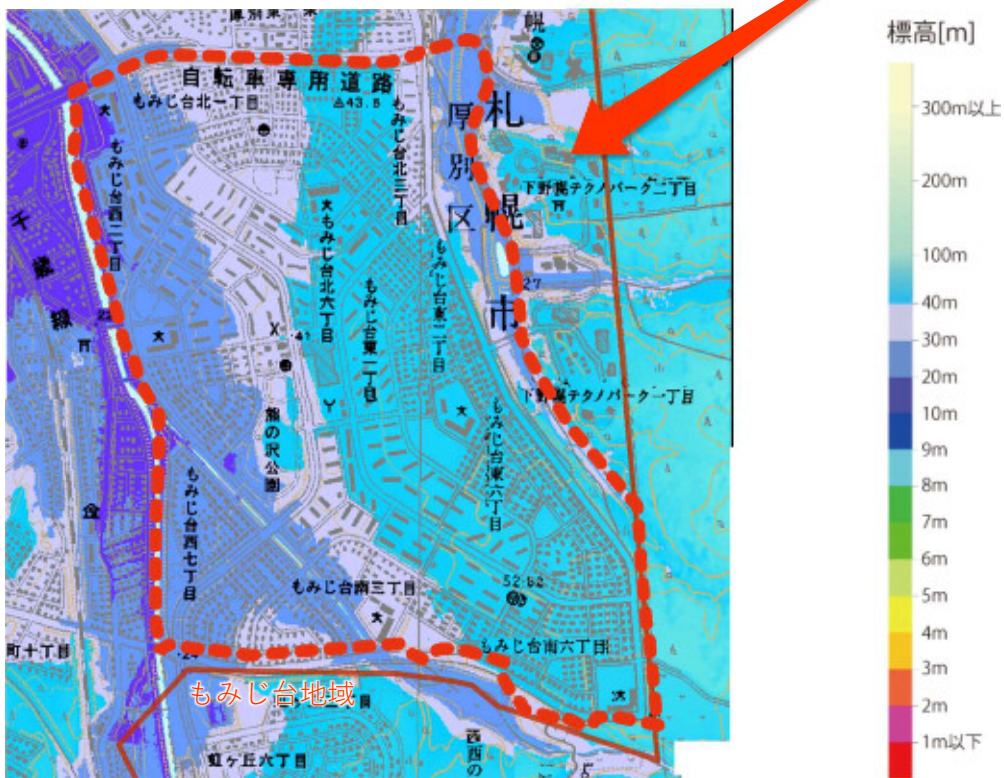 標高[m]
300m以上
200m
100m
40m
30m
20m
10m
9m
8m
7m
6m
5m
4m
3m
2m
1m以下
自転車専用道路
もみじ台北一丁目
43.8
もみじ台北三丁目
厚別区
札幌市
もみじ台西二丁目
下野幌テクノパーク二丁目
もみじ台北六丁目
もみじ台東一丁目
もみじ台東二丁目
千歳線
27
41
下野幌テクノパーク一丁目
熊の沢公園
もみじ台東六丁目
もみじ台西七丁目
52.62
もみじ台南三丁目
もみじ台南六丁目
町十丁目
24
もみじ台地域
虹ヶ丘六丁目